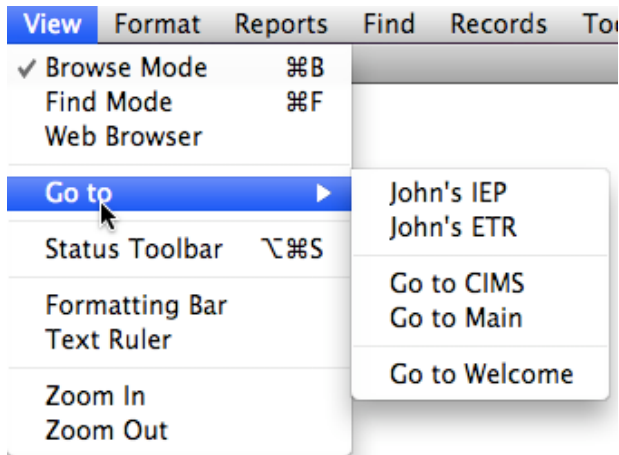 View Format Reports Find Records
✓ Browse Mode ⌘B
Find Mode ⌘F
Web Browser
Go to
Status Toolbar ⌥⌘S
Formatting Bar
Text Ruler
Zoom In
Zoom Out
John's IEP
John's ETR
Go to CIMS
Go to Main
Go to Welcome